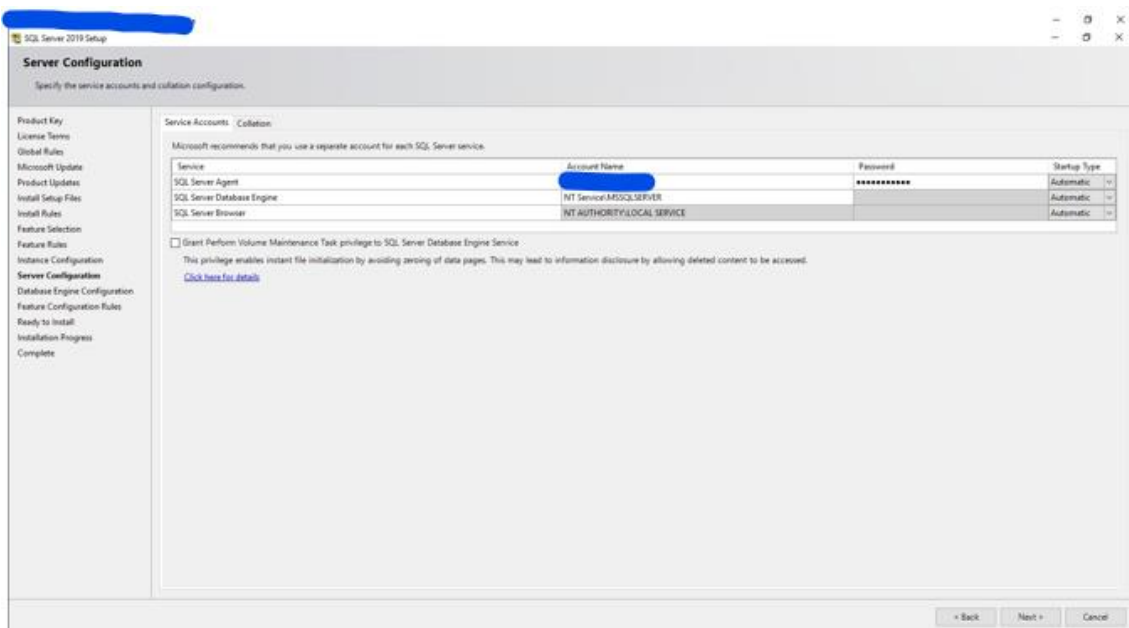 SQL Server 2019 Setup
Server Configuration
Specify the service accounts and collation configuration.
Product Key
License Terms
Global Rules
Microsoft Update
Product Updates
Install Setup Files
Install Rules
Feature Selection
Feature Rules
Instance Configuration
Server Configuration
Database Engine Configuration
Feature Configuration Rules
Ready to Install
Installation Progress
Complete
Service Accounts Collation
Microsoft recommends that you use a separate account for each SQL Server service.
Service Account Name Password Startup Type
SQL Server Agent ●●●●●●●●●●● Automatic
SQL Server Database Engine NT Service\MSSQLSERVER Automatic
SQL Server Browser NT AUTHORITY\LOCAL SERVICE Automatic
Grant Perform Volume Maintenance Task privilege to SQL Server Database Engine Service
This privilege enables instant file initialization by avoiding zeroing of data pages. This may lead to information disclosure by allowing deleted content to be accessed.
Click here for details
< Back Next > Cancel